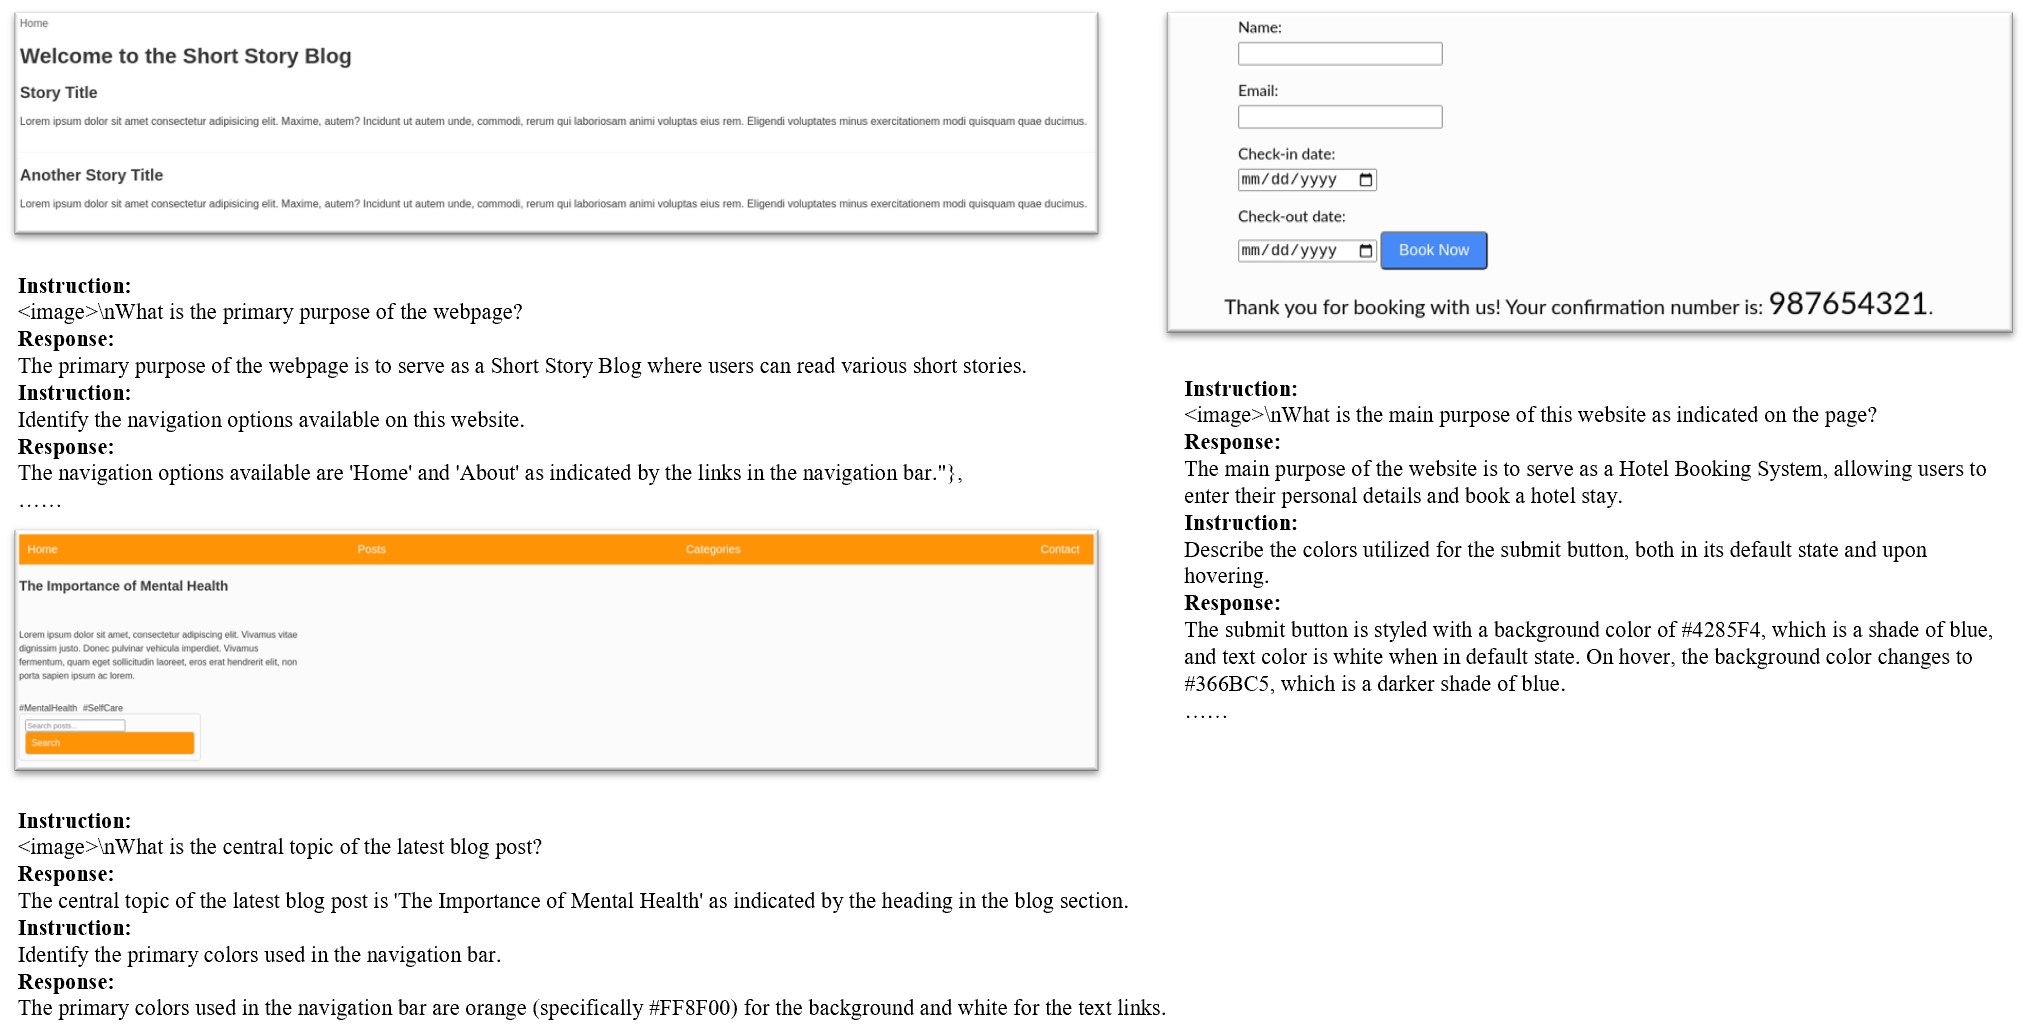 Home
Welcome to the Short Story Blog
Story Title
Lorem ipsum dolor sit amet consectetur adipisicing elit. Maxime, autem? Incidunt ut autem unde, commodi, rerum qui laboriosam animi voluptas eius rem. Eligendi voluptates minus exercitationem modi quisquam quae ducimus.
Another Story Title
Lorem ipsum dolor sit amet consectetur adipisicing elit. Maxime, autem? Incidunt ut autem unde, commodi, rerum qui laboriosam animi voluptas eius rem. Eligendi voluptates minus exercitationem modi quisquam quae ducimus.
Instruction:
<image>\nWhat is the primary purpose of the webpage?
Response:
The primary purpose of the webpage is to serve as a Short Story Blog where users can read various short stories.
Instruction:
Identify the navigation options available on this website.
Response:
The navigation options available are 'Home' and 'About' as indicated by the links in the navigation bar."},
……
Home Posts Categories Contact
The Importance of Mental Health
Lorem ipsum dolor sit amet, consectetur adipiscing elit. Vivamus vitae
dignissim justo. Donec pulvinar vehicula imperdiet. Vivamus
fermentum, quam eget sollicitudin laoreet, eros erat hendrerit elit, non
porta sapien ipsum ac lorem.
#MentalHealth #SelfCare
Search posts...
Search
Instruction:
<image>\nWhat is the central topic of the latest blog post?
Response:
The central topic of the latest blog post is 'The Importance of Mental Health' as indicated by the heading in the blog section.
Instruction:
Identify the primary colors used in the navigation bar.
Response:
The primary colors used in the navigation bar are orange (specifically #FF8F00) for the background and white for the text links.
Name:
Email:
Check-in date:
mm/dd/yyyy
Check-out date:
mm/dd/yyyy Book Now
Thank you for booking with us! Your confirmation number is: 987654321.
Instruction:
<image>\nWhat is the main purpose of this website as indicated on the page?
Response:
The main purpose of the website is to serve as a Hotel Booking System, allowing users to
enter their personal details and book a hotel stay.
Instruction:
Describe the colors utilized for the submit button, both in its default state and upon
hovering.
Response:
The submit button is styled with a background color of #4285F4, which is a shade of blue,
and text color is white when in default state. On hover, the background color changes to
#366BC5, which is a darker shade of blue.
……